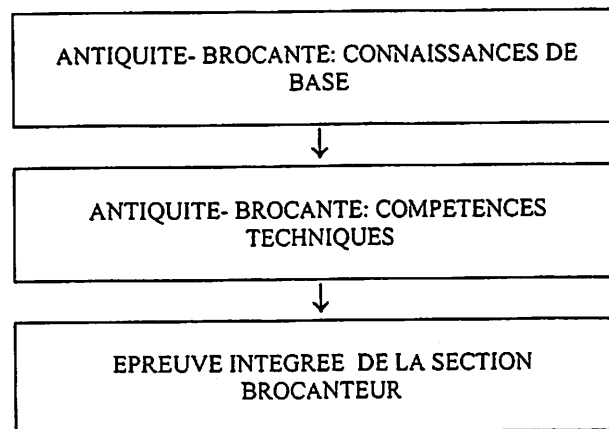 ANTIQUITE- BROCANTE: CONNAISSANCES DE
BASE
ANTIQUITE- BROCANTE: COMPETENCES
TECHNIQUES
EPREUVE INTEGREE DE LA SECTION
BROCANTEUR